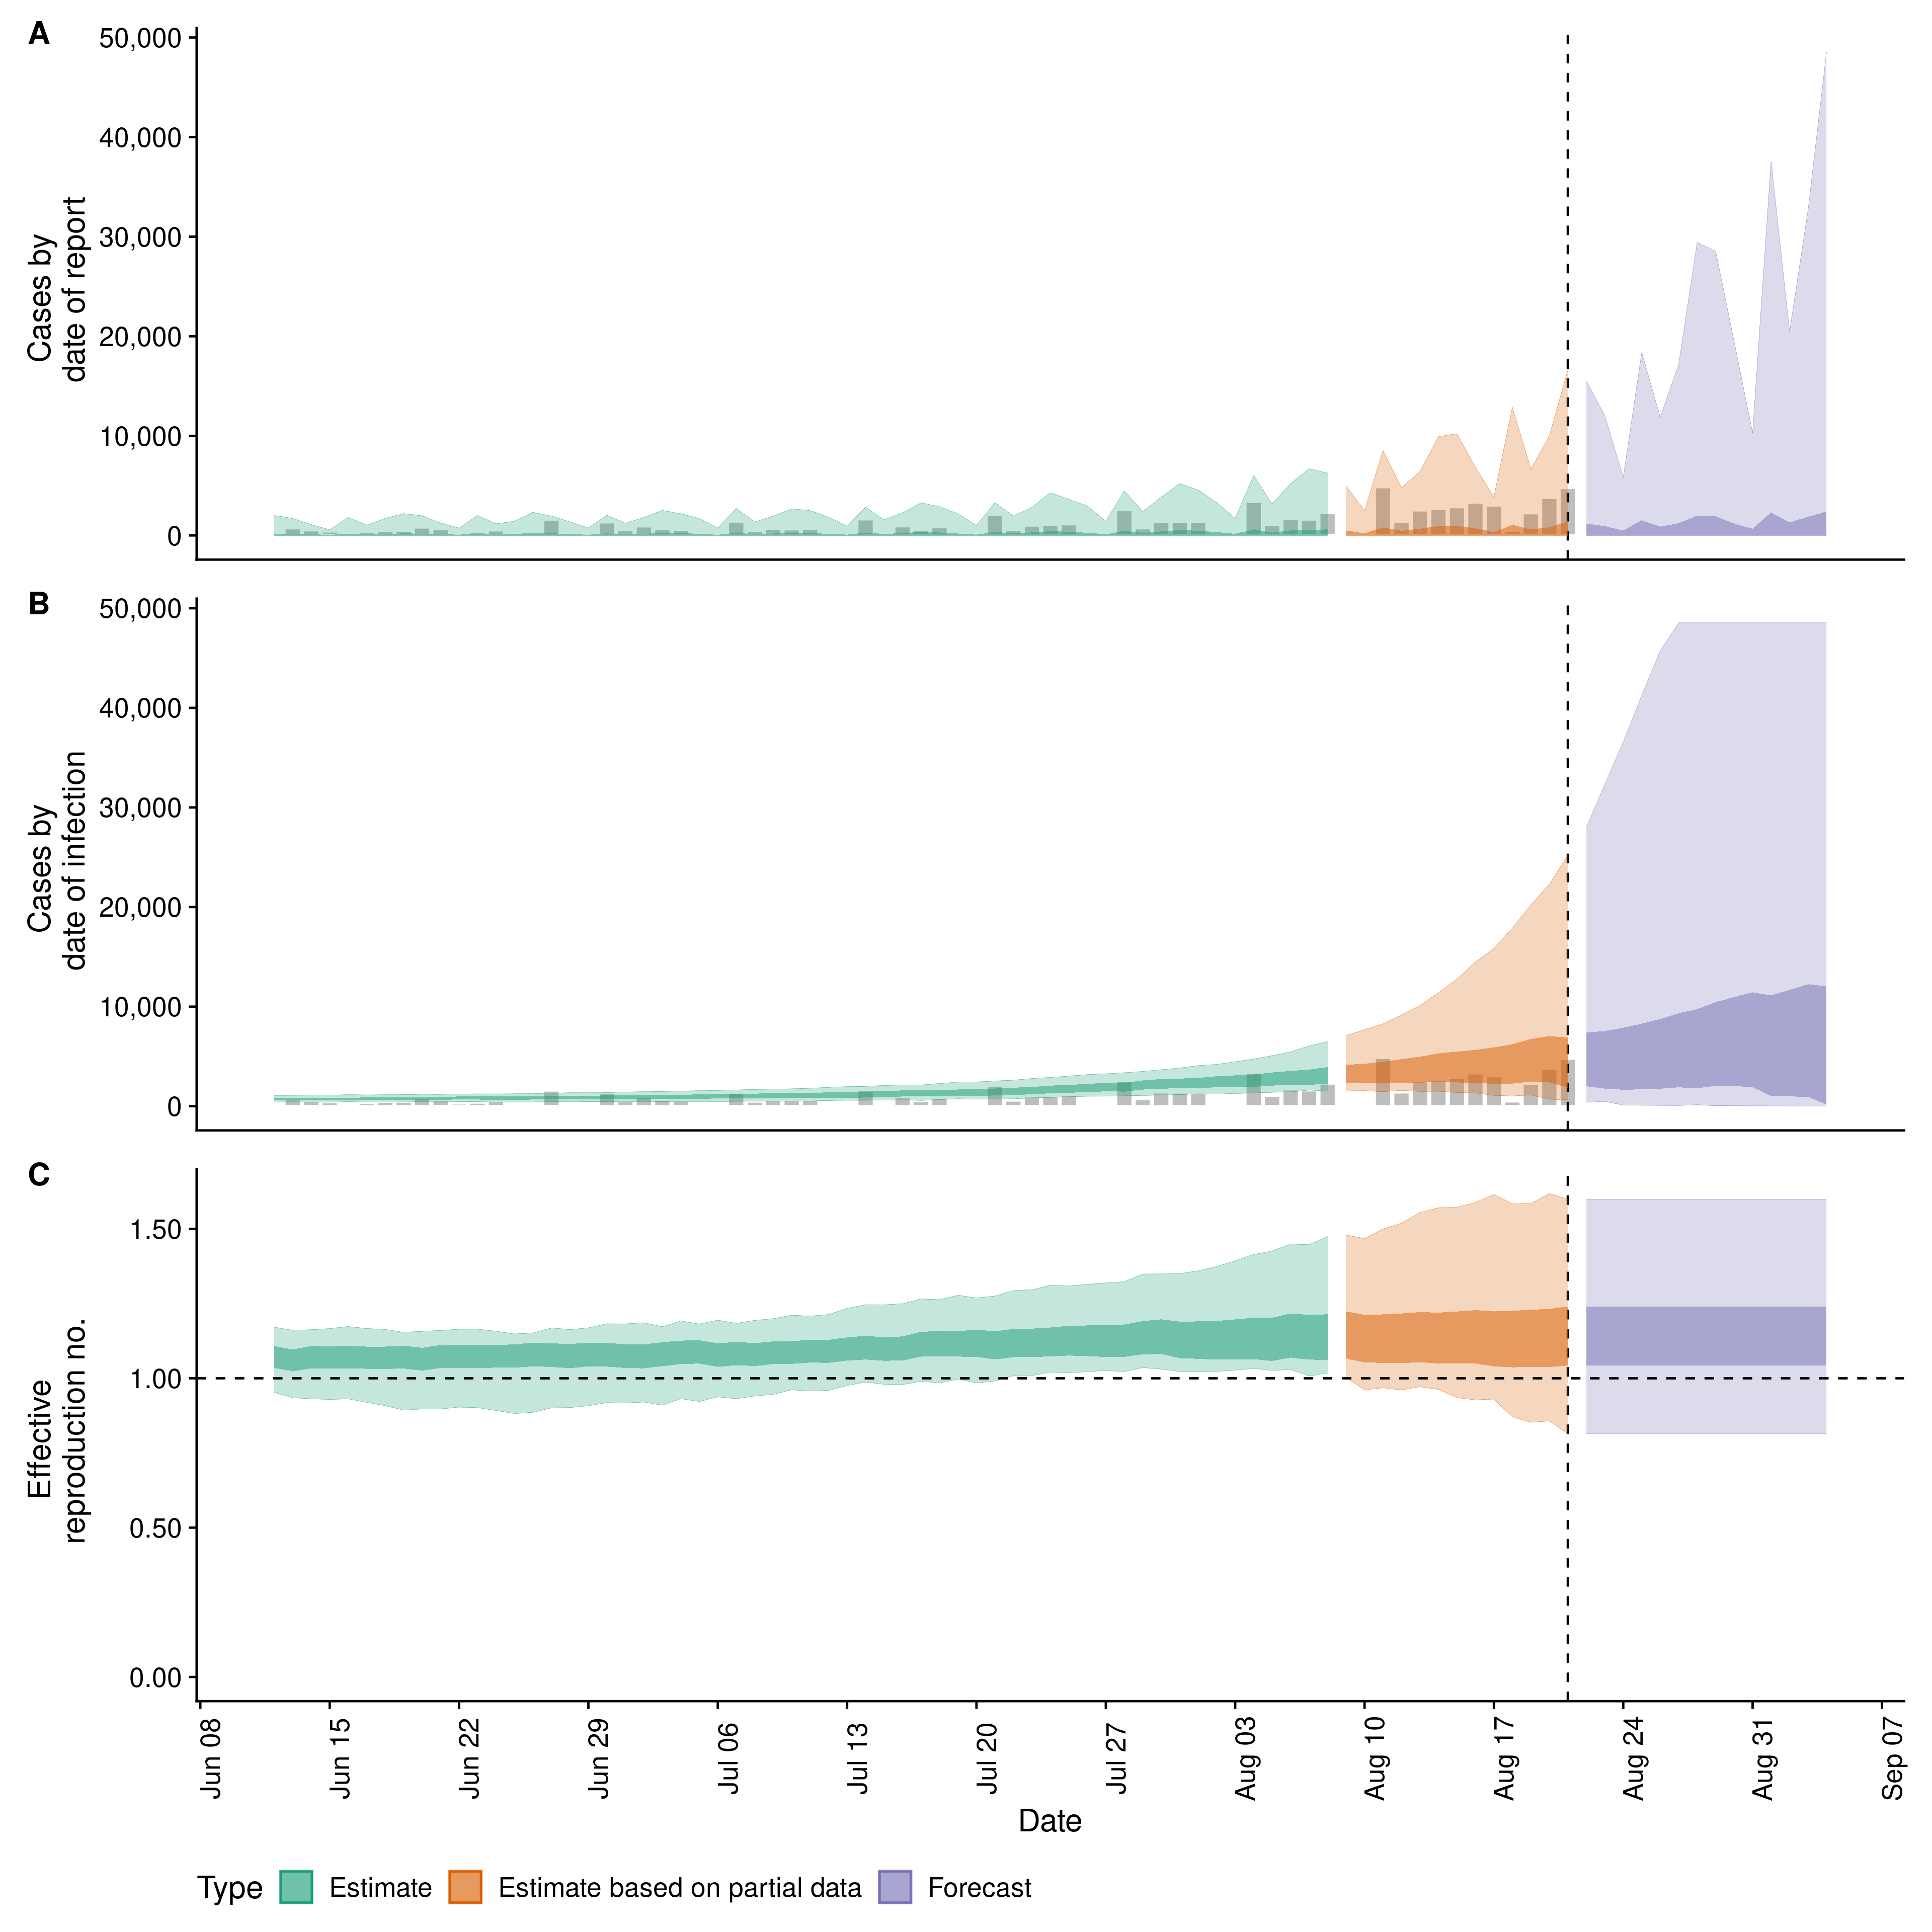 A
50,000
40,000
30,000
20,000
10,000
0
Cases by
date of report
B
50,000
40,000
30,000
20,000
10,000
0
Cases by
date of infection
C
1.50
1.00
0.50
0.00
Effective
reproduction no.
Jun 08
Jun 15
Jun 22
Jun 29
Jul 06
Jul 13
Jul 20
Jul 27
Aug 03
Aug 10
Aug 17
Aug 24
Aug 31
Sep 07
Date
Type Estimate Estimate based on partial data Forecast